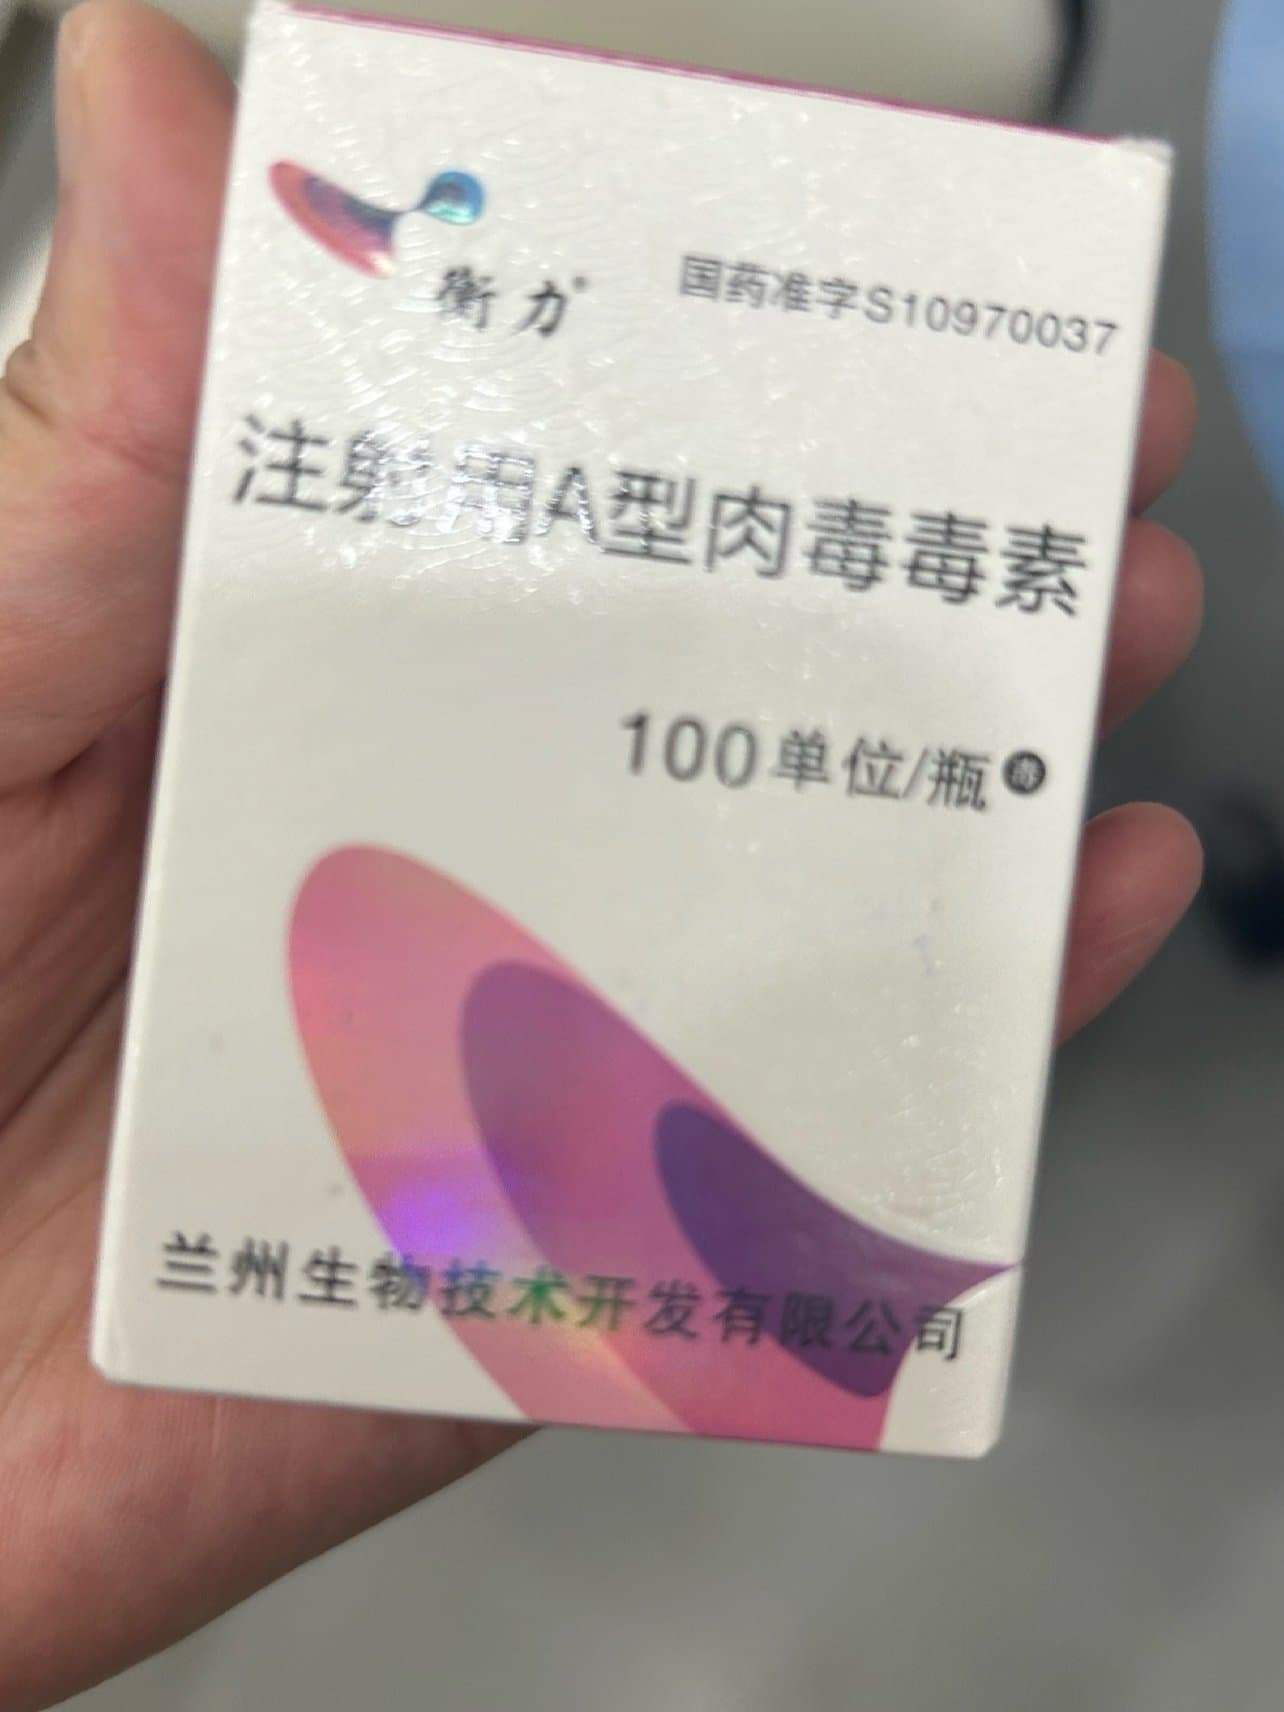 衡力®
国药准字S10970037
注射用A型肉毒毒素
100单位/瓶 毒
兰州生物技术开发有限公司